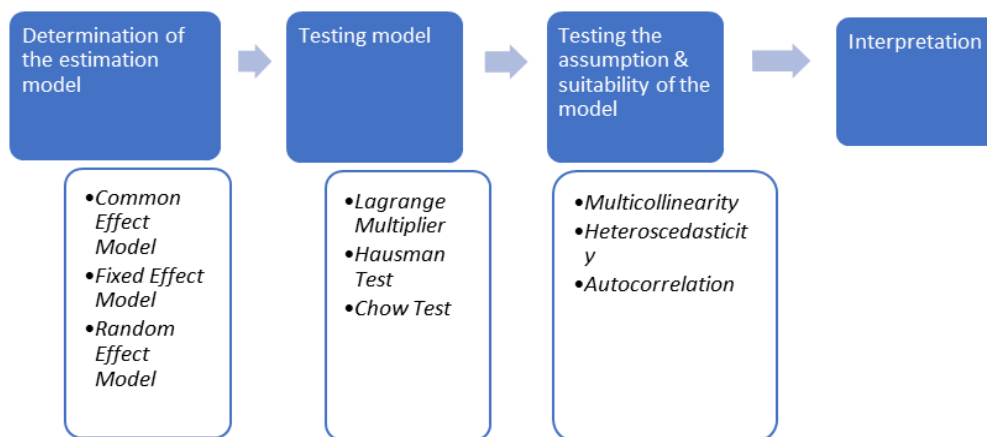 Determination of
the estimation
model
Testing model
Testing the
assumption &
suitability of the
model
Interpretation
•Common
Effect
Model
•Fixed Effect
Model
•Random
Effect
Model
•Lagrange
Multiplier
•Hausman
Test
•Chow Test
•Multicollinearity
•Heteroscedasticit
y
•Autocorrelation